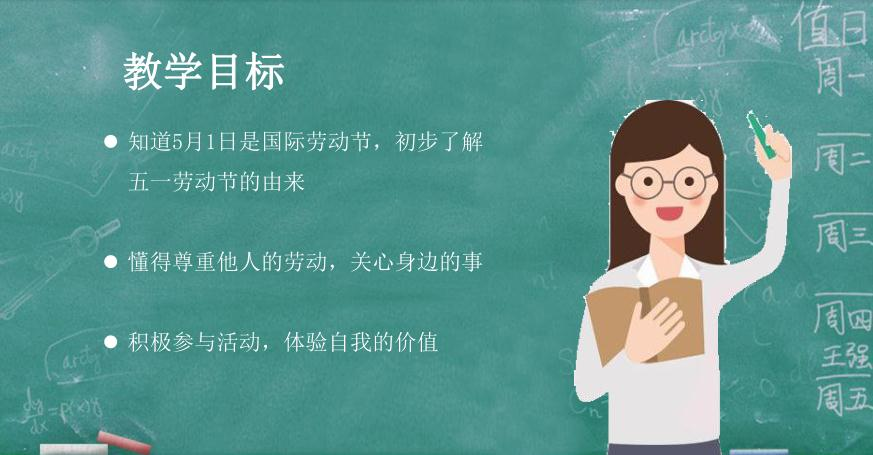 教学目标
知道5月1日是国际劳动节，初步了解
五一劳动节的由来
懂得尊重他人的劳动，关心身边的事
积极参与活动，体验自我的价值
值日
周一
周二
周三
周四
王强
周五
arctgx
dy/dx=p(x)y